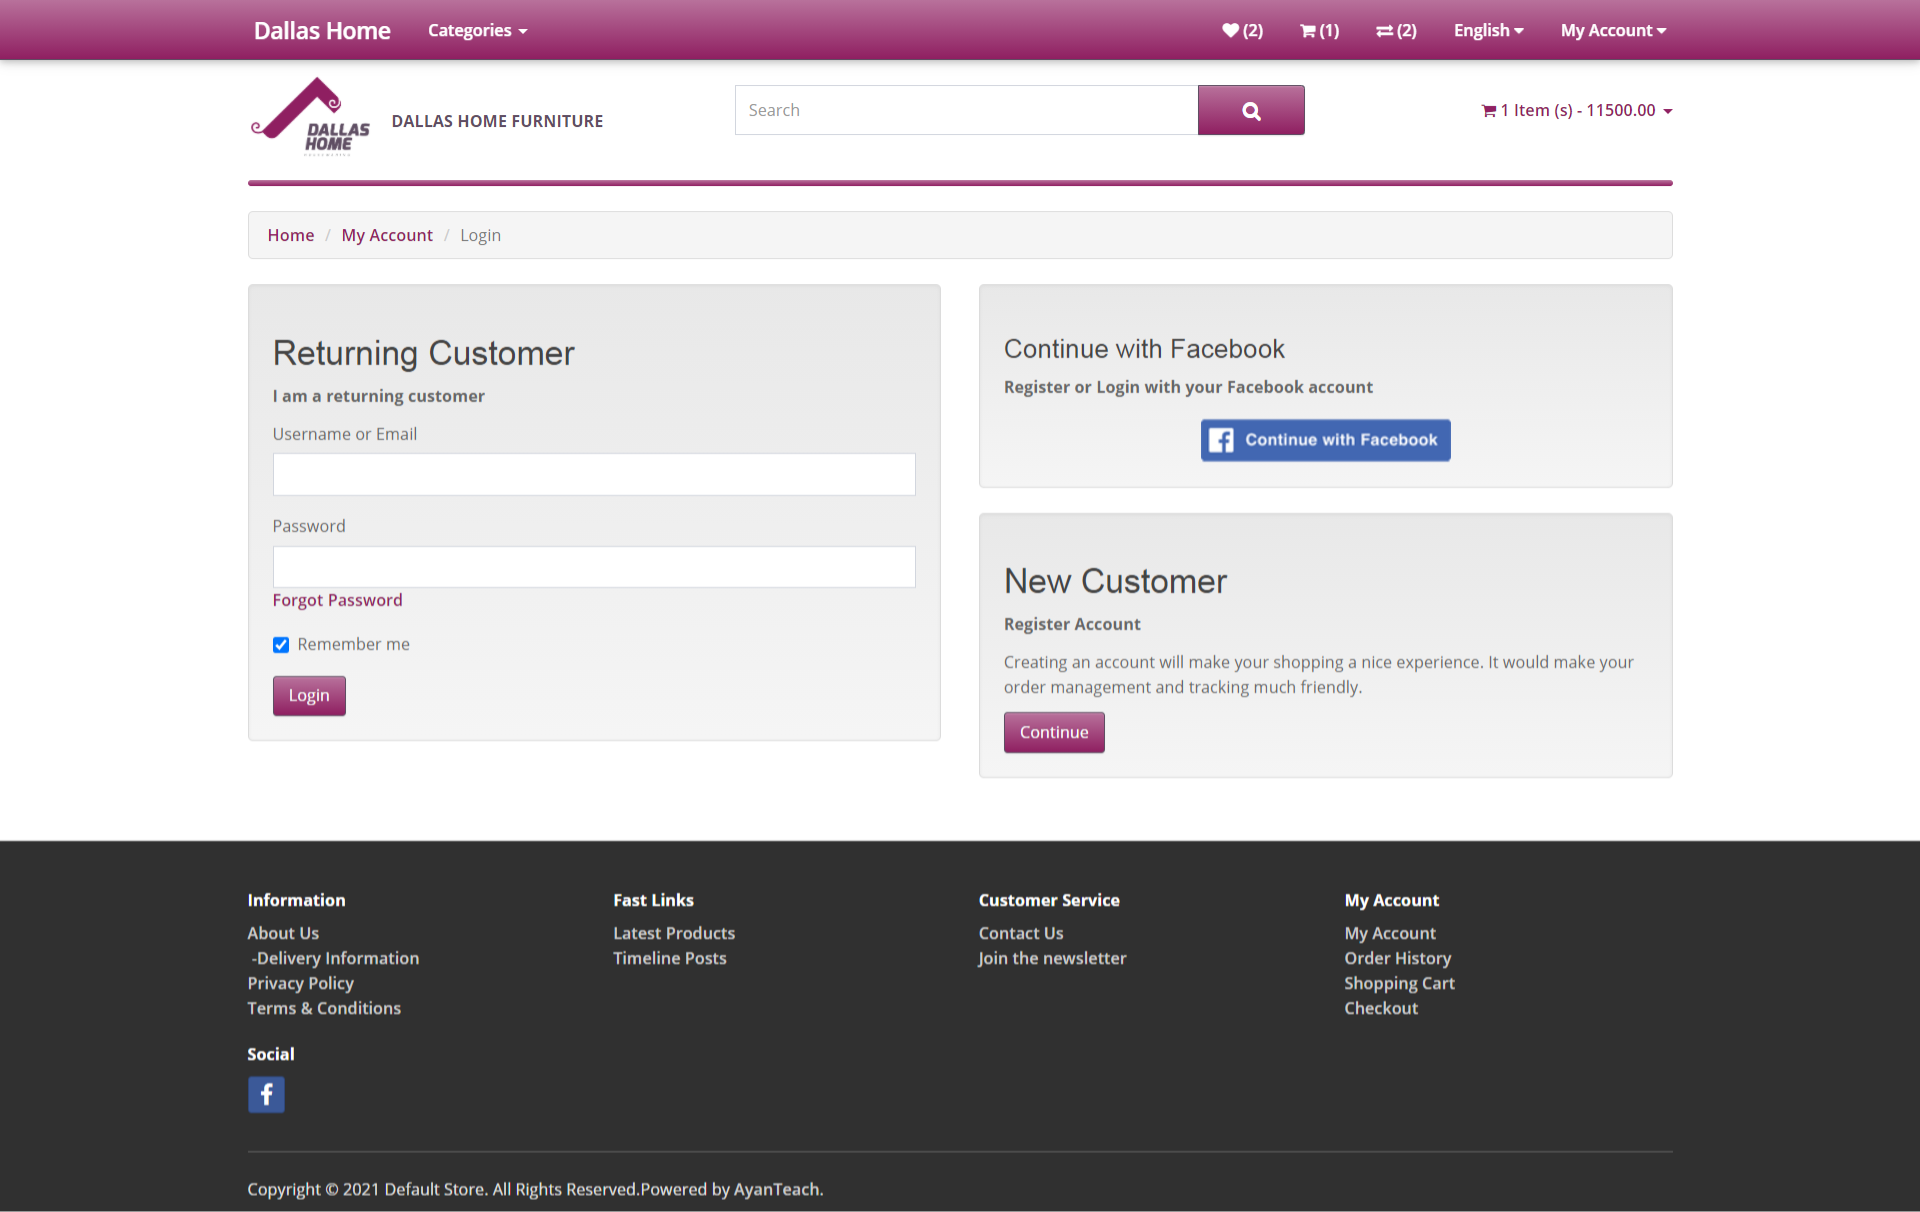 Dallas Home
Categories
(2)
(1)
(2)
English
My Account
DALLAS
HOME
DALLAS HOME FURNITURE
Search
1 Item (s) - 11500.00
Home / My Account / Login
Returning Customer
I am a returning customer
Username or Email
Password
Forgot Password
Remember me
Login
Continue with Facebook
Register or Login with your Facebook account
Continue with Facebook
New Customer
Register Account
Creating an account will make your shopping a nice experience. It would make your
order management and tracking much friendly.
Continue
Information
About Us
-Delivery Information
Privacy Policy
Terms & Conditions
Fast Links
Latest Products
Timeline Posts
Customer Service
Contact Us
Join the newsletter
My Account
My Account
Order History
Shopping Cart
Checkout
Social
Copyright © 2021 Default Store. All Rights Reserved.Powered by AyanTeach.